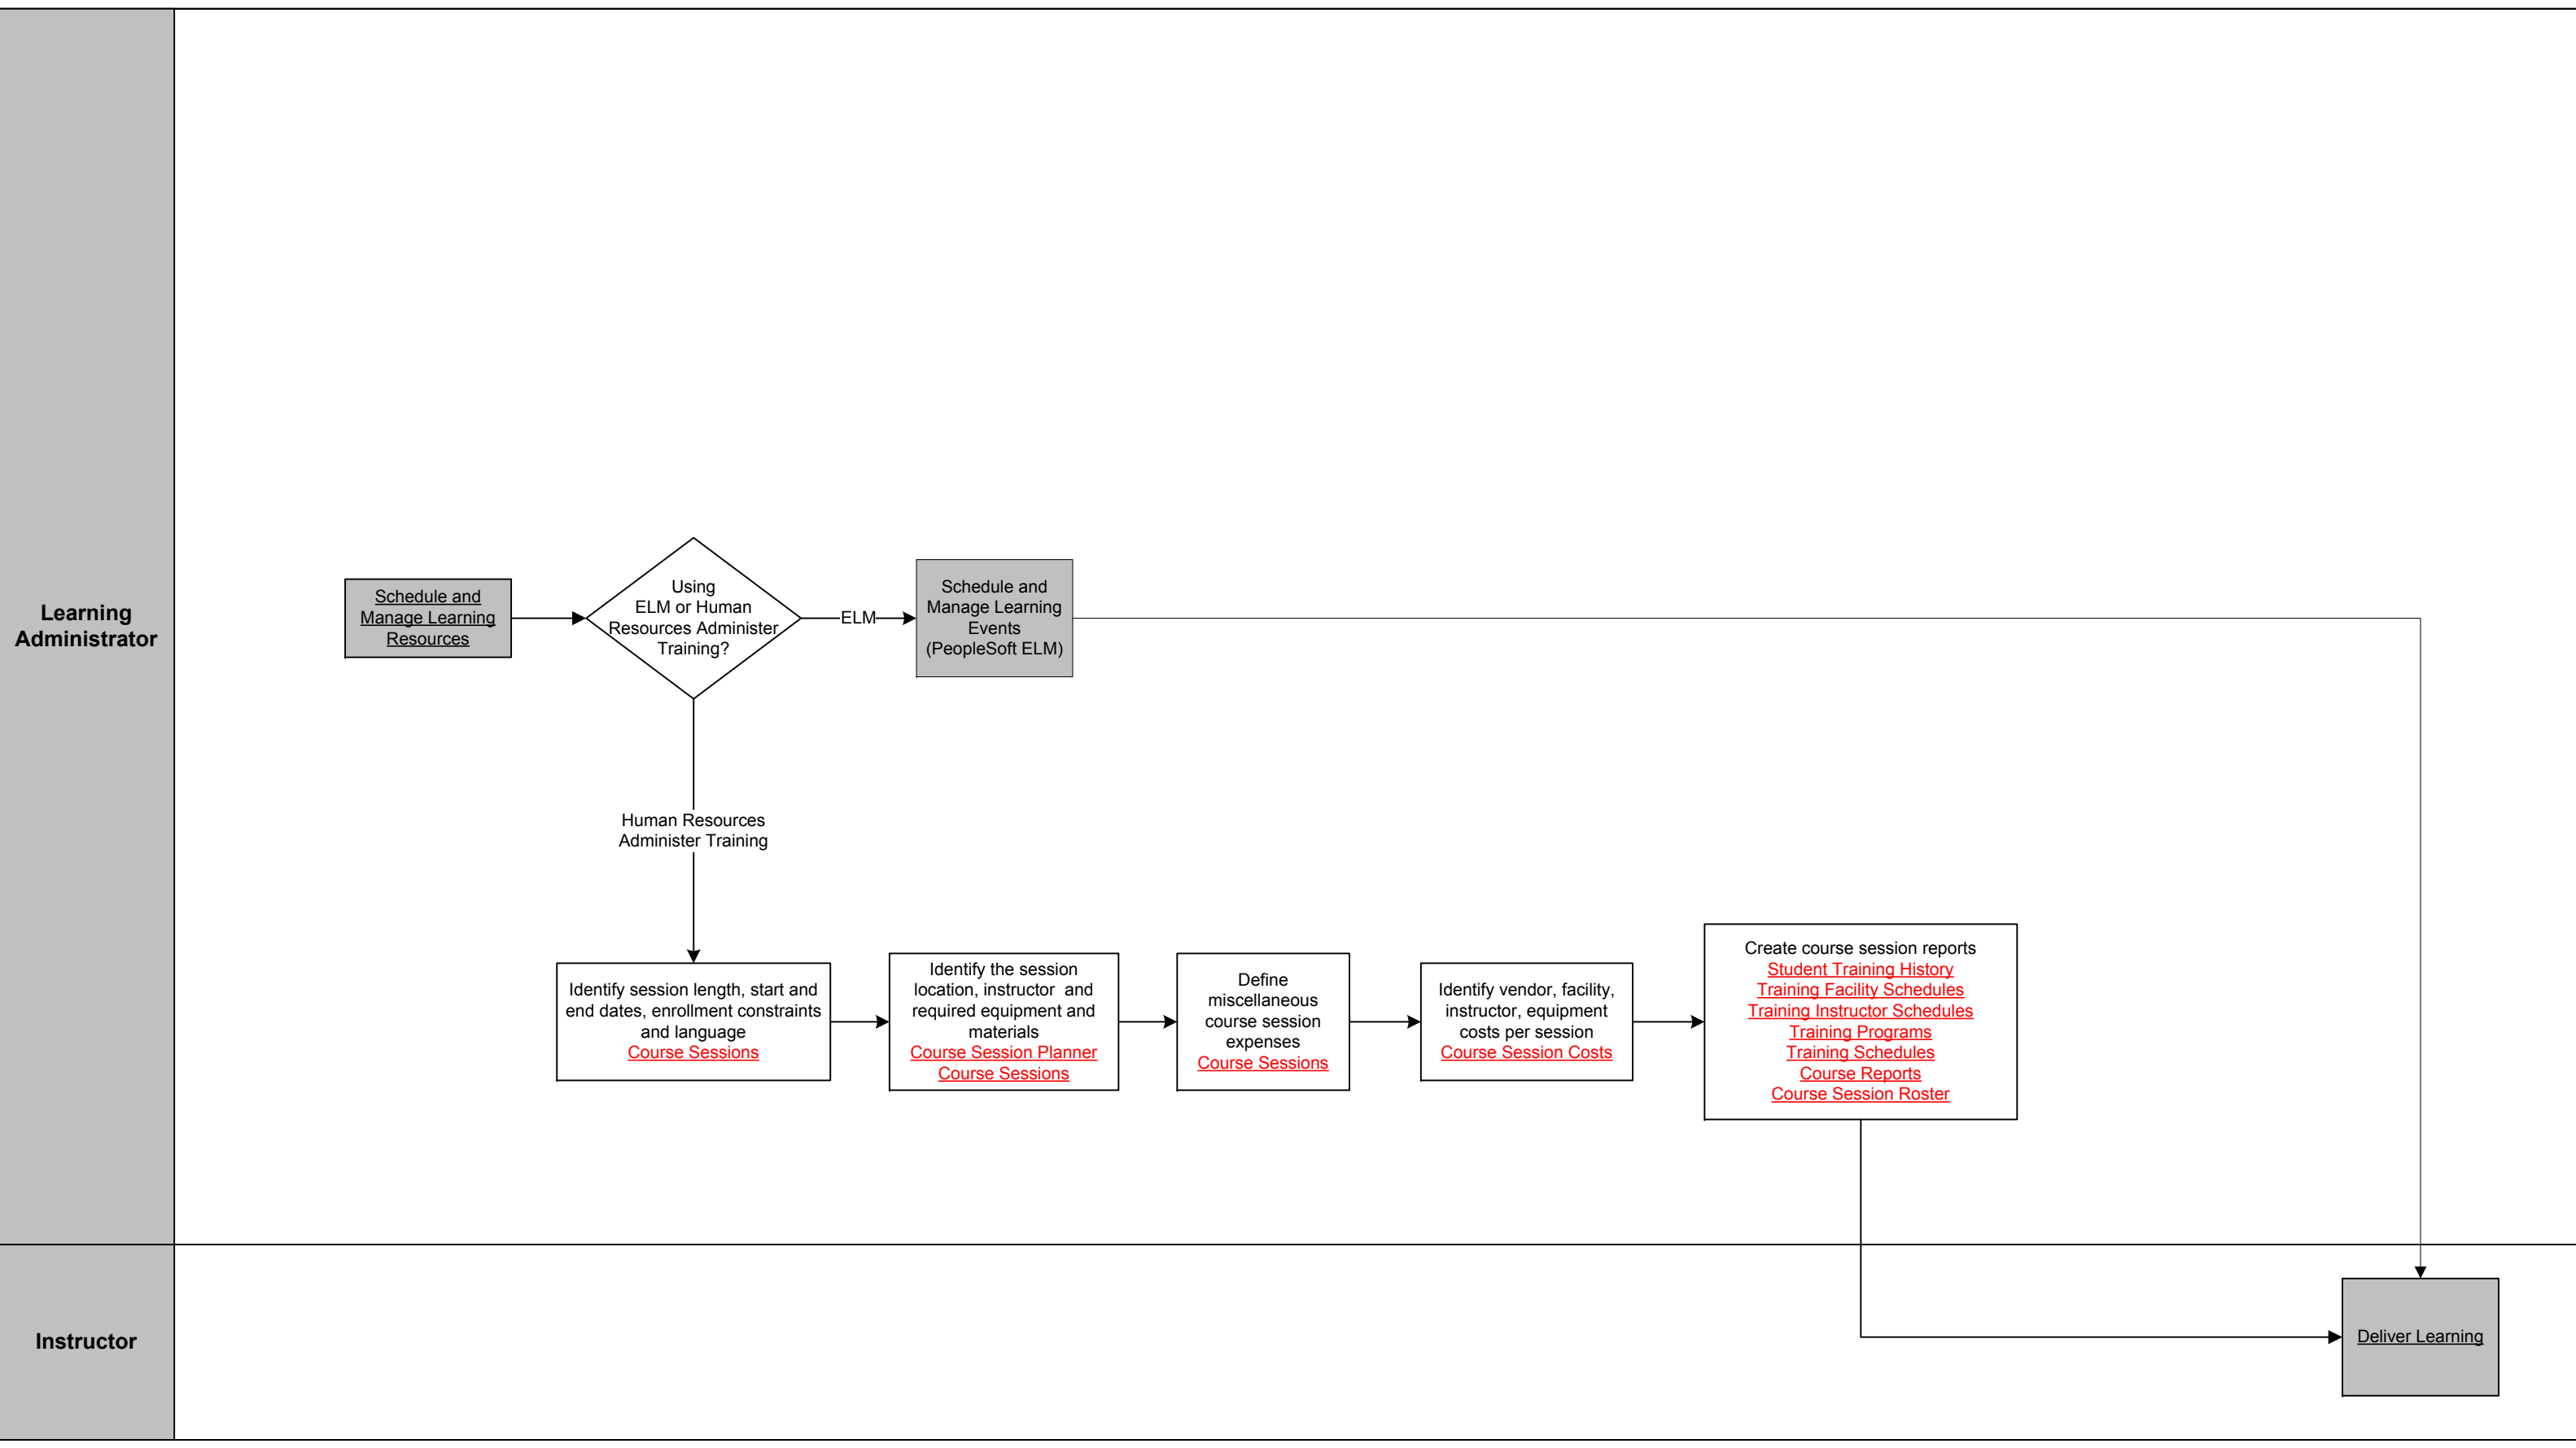 Learning
Administrator
Schedule and
Manage Learning
Resources
Using
ELM or Human
Resources Administer
Training?
ELM
Schedule and
Manage Learning
Events
(PeopleSoft ELM)
Human Resources
Administer Training
Identify session length, start and
end dates, enrollment constraints
and language
Course Sessions
Identify the session
location, instructor and
required equipment and
materials
Course Session Planner
Course Sessions
Define
miscellaneous
course session
expenses
Course Sessions
Identify vendor, facility,
instructor, equipment
costs per session
Course Session Costs
Create course session reports
Student Training History
Training Facility Schedules
Training Instructor Schedules
Training Programs
Training Schedules
Course Reports
Course Session Roster
Instructor
Deliver Learning